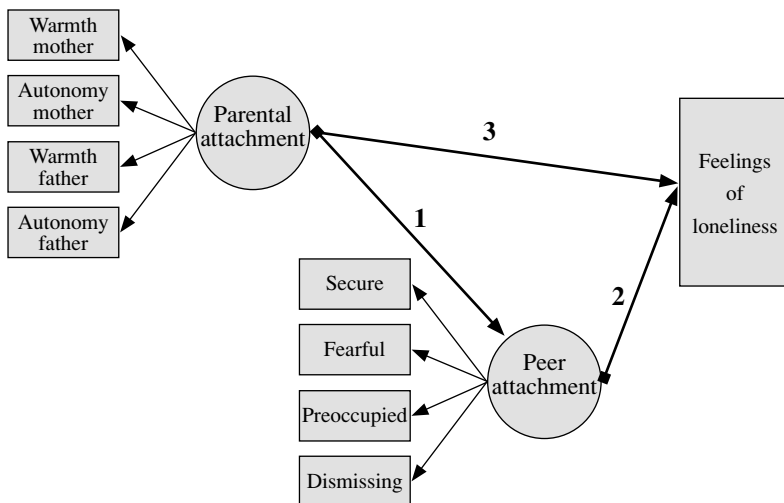 Warmth
mother
Autonomy
mother
Warmth
father
Autonomy
father
Parental
attachment
3
Feelings
of
loneliness
1
2
Secure
Fearful
Preoccupied
Dismissing
Peer
attachment